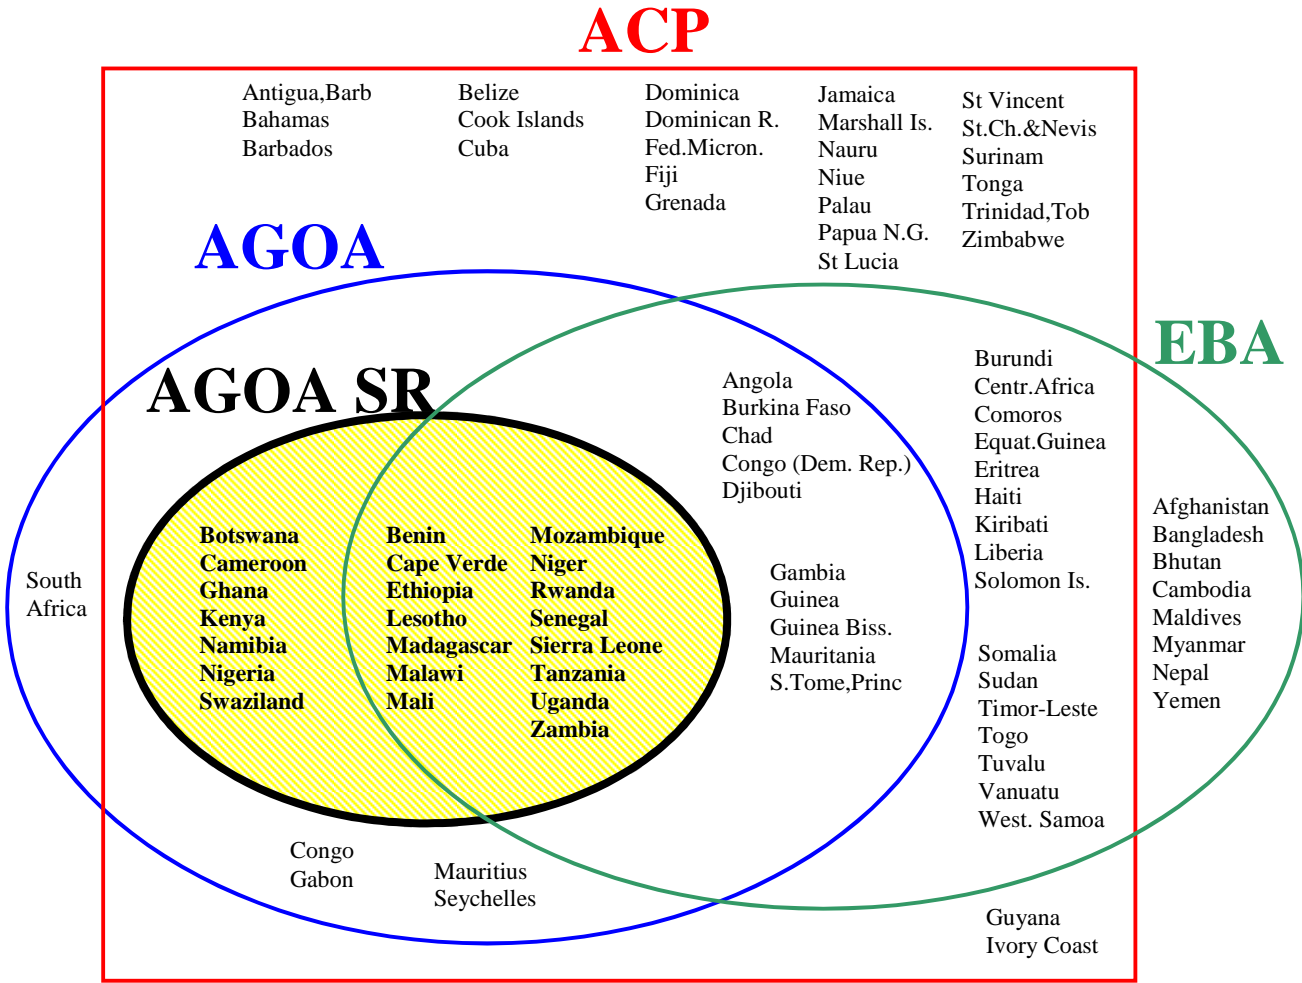 ACP
Antigua,Barb
Bahamas
Barbados
Belize
Cook Islands
Cuba
Dominica
Dominican R.
Fed.Micron.
Fiji
Grenada
Jamaica
Marshall Is.
Nauru
Niue
Palau
Papua N.G.
St Lucia
St Vincent
St.Ch.&Nevis
Surinam
Tonga
Trinidad,Tob
Zimbabwe
AGOA
EBA
AGOA SR
Angola
Burkina Faso
Chad
Congo (Dem. Rep.)
Djibouti
Burundi
Centr.Africa
Comoros
Equat.Guinea
Eritrea
Haiti
Kiribati
Liberia
Solomon Is.
Afghanistan
Bangladesh
Bhutan
Cambodia
Maldives
Myanmar
Nepal
Yemen
South
Africa
Botswana
Cameroon
Ghana
Kenya
Namibia
Nigeria
Swaziland
Benin
Cape Verde
Ethiopia
Lesotho
Madagascar
Malawi
Mali
Mozambique
Niger
Rwanda
Senegal
Sierra Leone
Tanzania
Uganda
Zambia
Gambia
Guinea
Guinea Biss.
Mauritania
S.Tome,Princ
Somalia
Sudan
Timor-Leste
Togo
Tuvalu
Vanuatu
West. Samoa
Congo
Gabon
Mauritius
Seychelles
Guyana
Ivory Coast